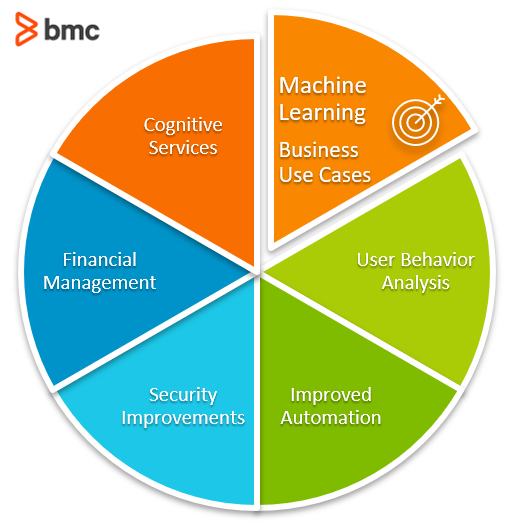 bmc
Machine
Learning
Business
Use Cases
User Behavior
Analysis
Improved
Automation
Security
Improvements
Financial
Management
Cognitive
Services